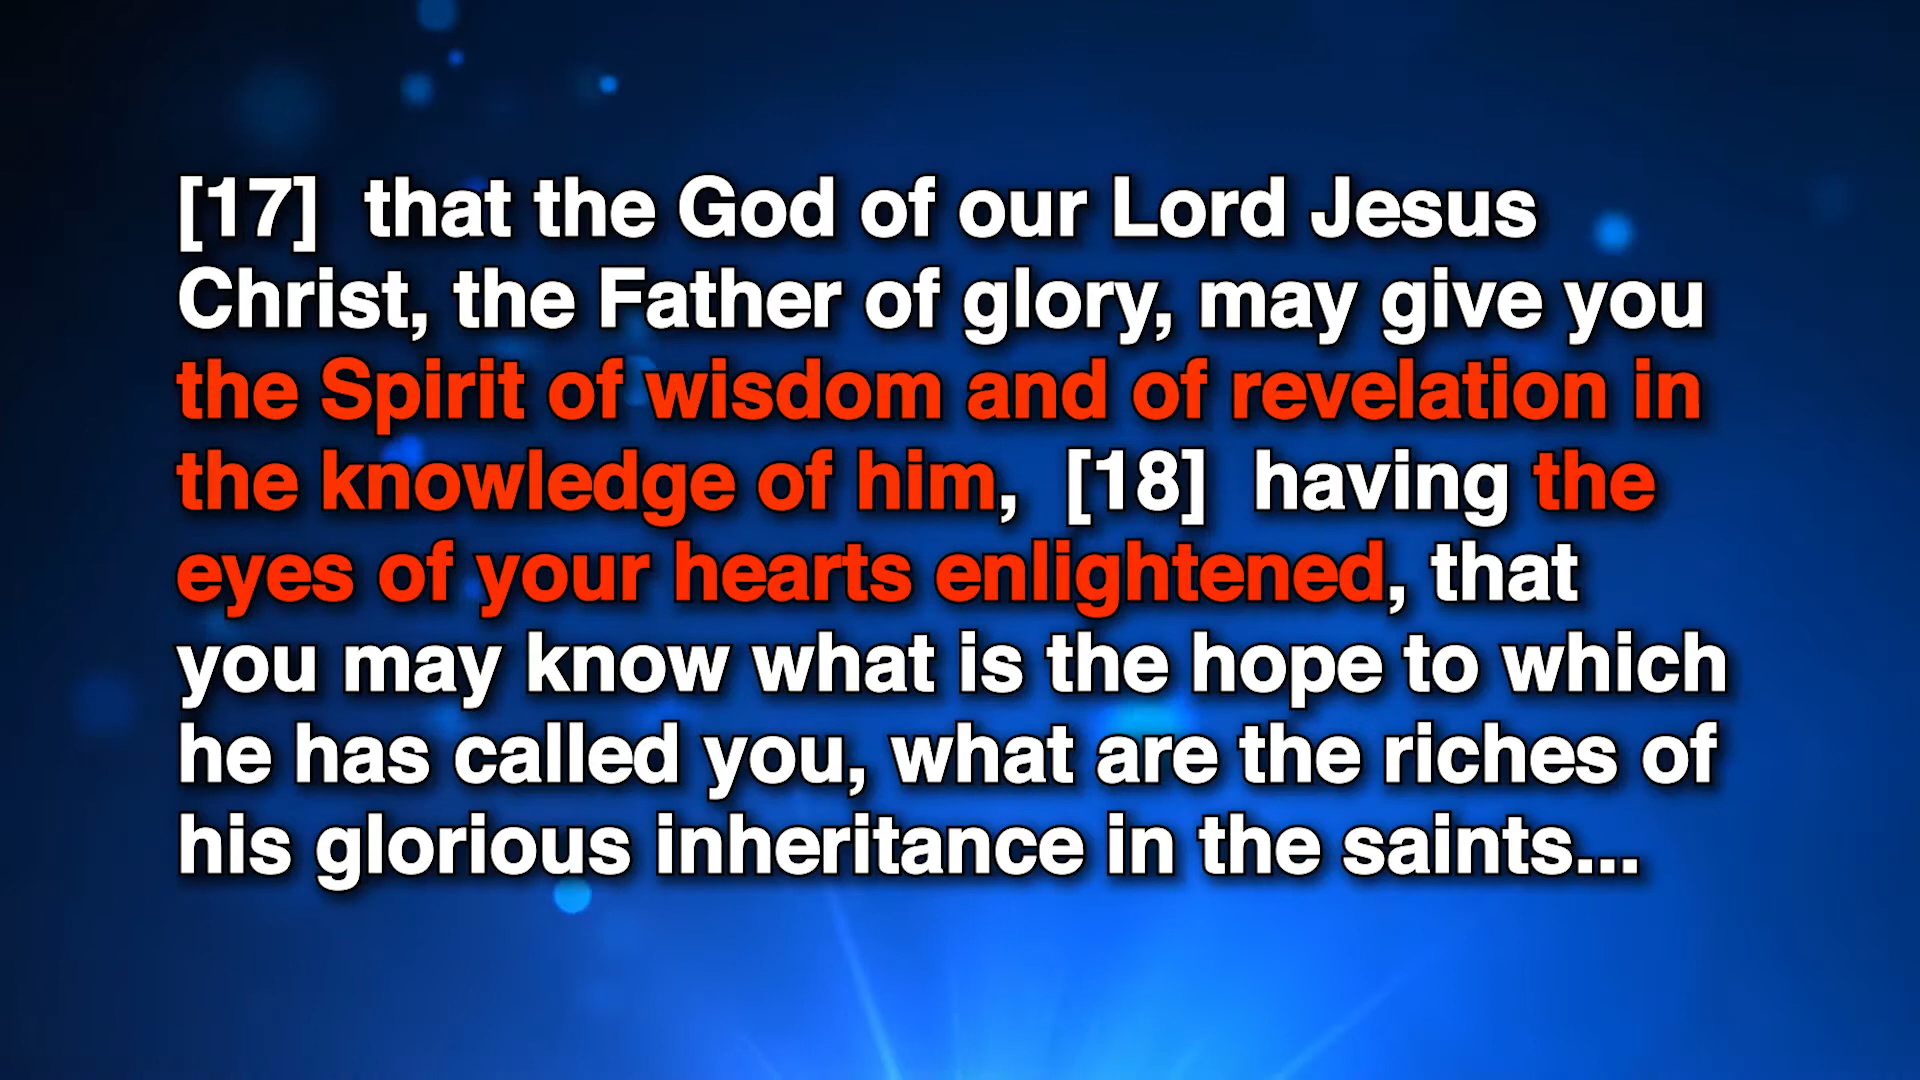 [17]  that the God of our Lord Jesus
Christ, the Father of glory, may give you
the Spirit of wisdom and of revelation in
the knowledge of him,  [18]  having the
eyes of your hearts enlightened, that
you may know what is the hope to which
he has called you, what are the riches of
his glorious inheritance in the saints...